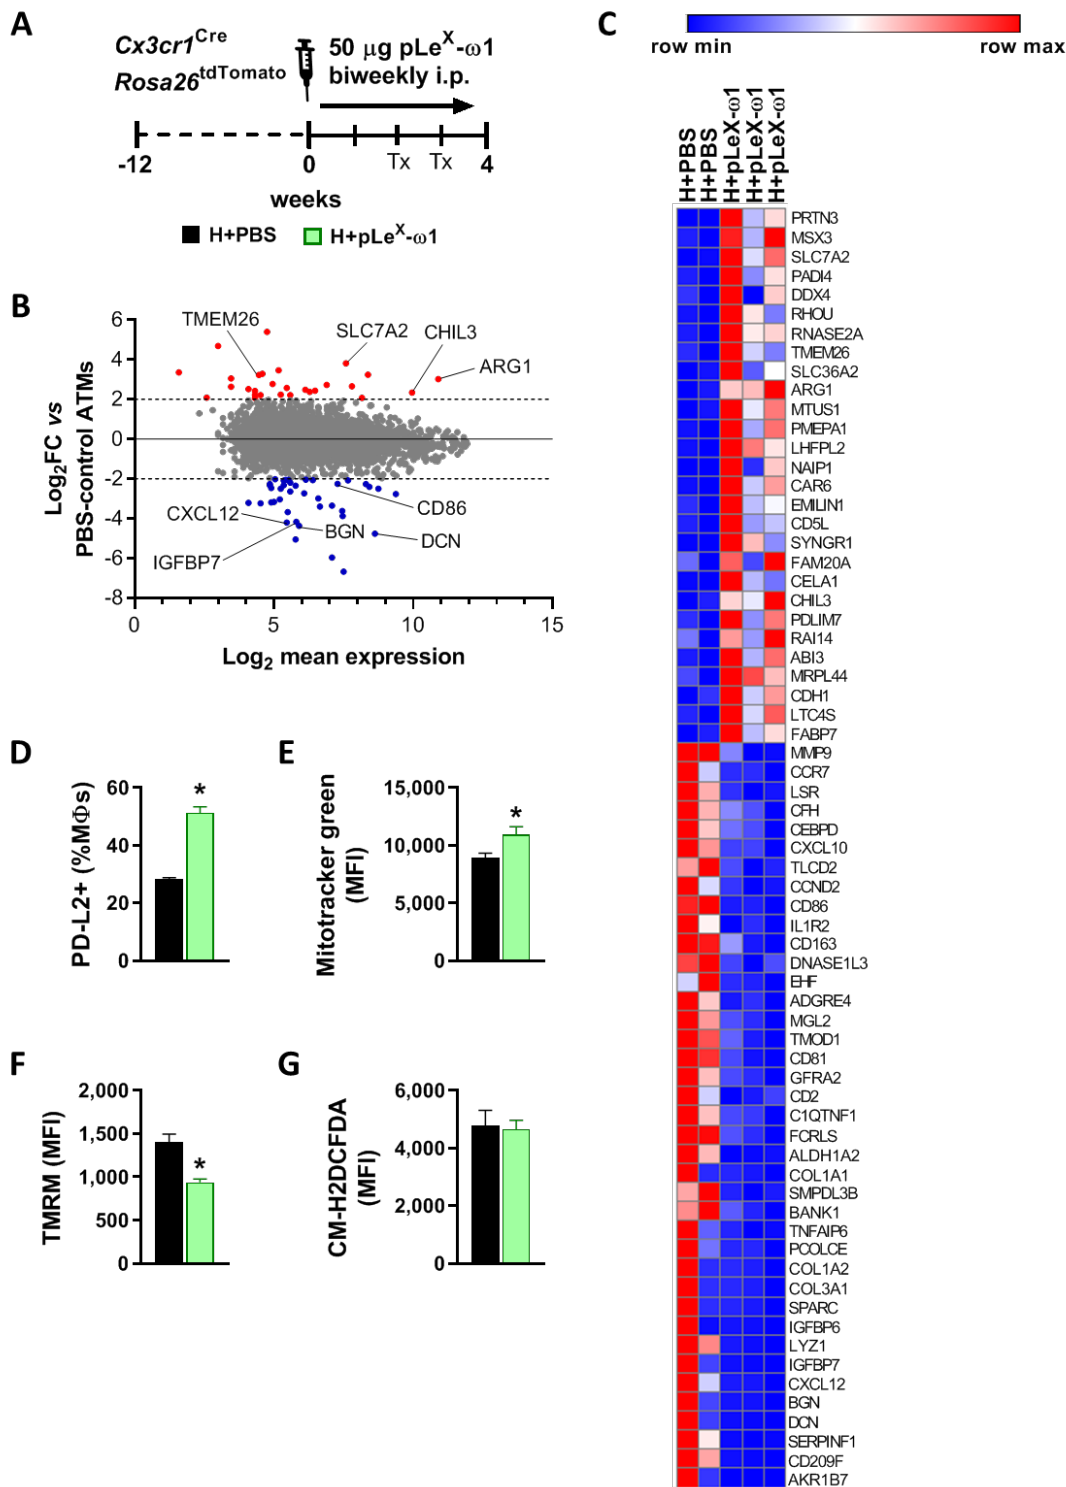 A
Cx3cr1Cre
Rosa26tdTomato
50 μg pLeX-ω1
biweekly i.p.
Tx Tx
-12 0 4
weeks
H+PBS H+pLeX-ω1
B
Log2FC vs
PBS-control ATMs
6
4
2
0
-2
-4
-6
-8
TMEM26
SLC7A2
CHIL3
ARG1
CXCL12
CD86
BGN
DCN
IGFBP7
0 5 10 15
Log2 mean expression
C
row min row max
H+PBS
H+PBS
H+pLeX-ω1
H+pLeX-ω1
H+pLeX-ω1
PRTN3
MSX3
SLC7A2
PADI4
DDX4
RHOU
RNASE2A
TMEM26
SLC36A2
ARG1
MTUS1
PMEPA1
LHFPL2
NAIP1
CAR6
EMILIN1
CD5L
SYNGR1
FAM20A
CELA1
CHIL3
PDLIM7
RAI14
ABI3
MRPL44
CDH1
LTC4S
FABP7
MMP9
CCR7
LSR
CFH
CEBPD
CXCL10
TLCD2
CCND2
CD86
IL1R2
CD163
DNASE1L3
EHF
ADGRE4
MGL2
TMOD1
CD81
GFRA2
CD2
C1QTNF1
FCRLS
ALDH1A2
COL1A1
SMPDL3B
BANK1
TNFAIP6
PCOLCE
COL1A2
COL3A1
SPARC
IGFBP6
LYZ1
IGFBP7
CXCL12
BGN
DCN
SERPINF1
CD209F
AKR1B7
D
PD-L2+ (%MΦs)
60
40
20
0
*
E
Mitotracker green
(MFI)
15,000
10,000
5,000
0
*
F
TMRM (MFI)
2,000
1,500
1,000
500
0
*
G
CM-H2DCFDA
(MFI)
6,000
4,000
2,000
0